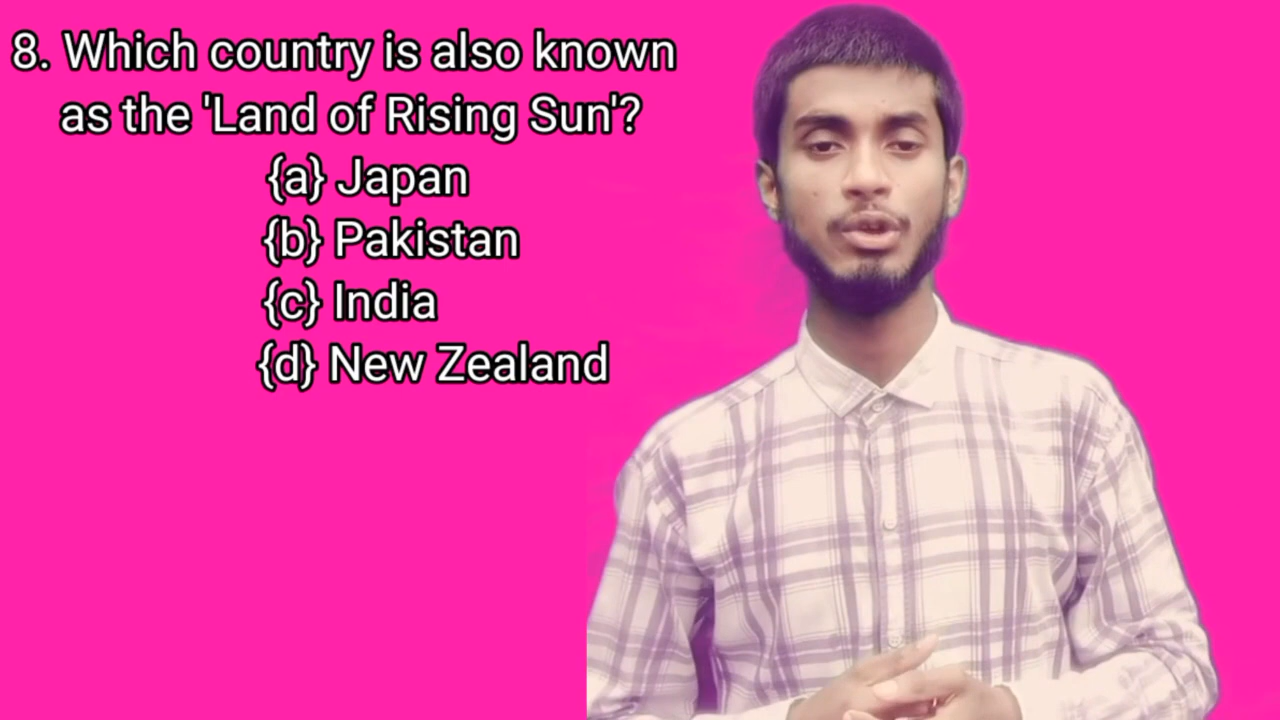 8. Which country is also known
as the 'Land of Rising Sun'?
{a} Japan
{b} Pakistan
{c} India
{d} New Zealand